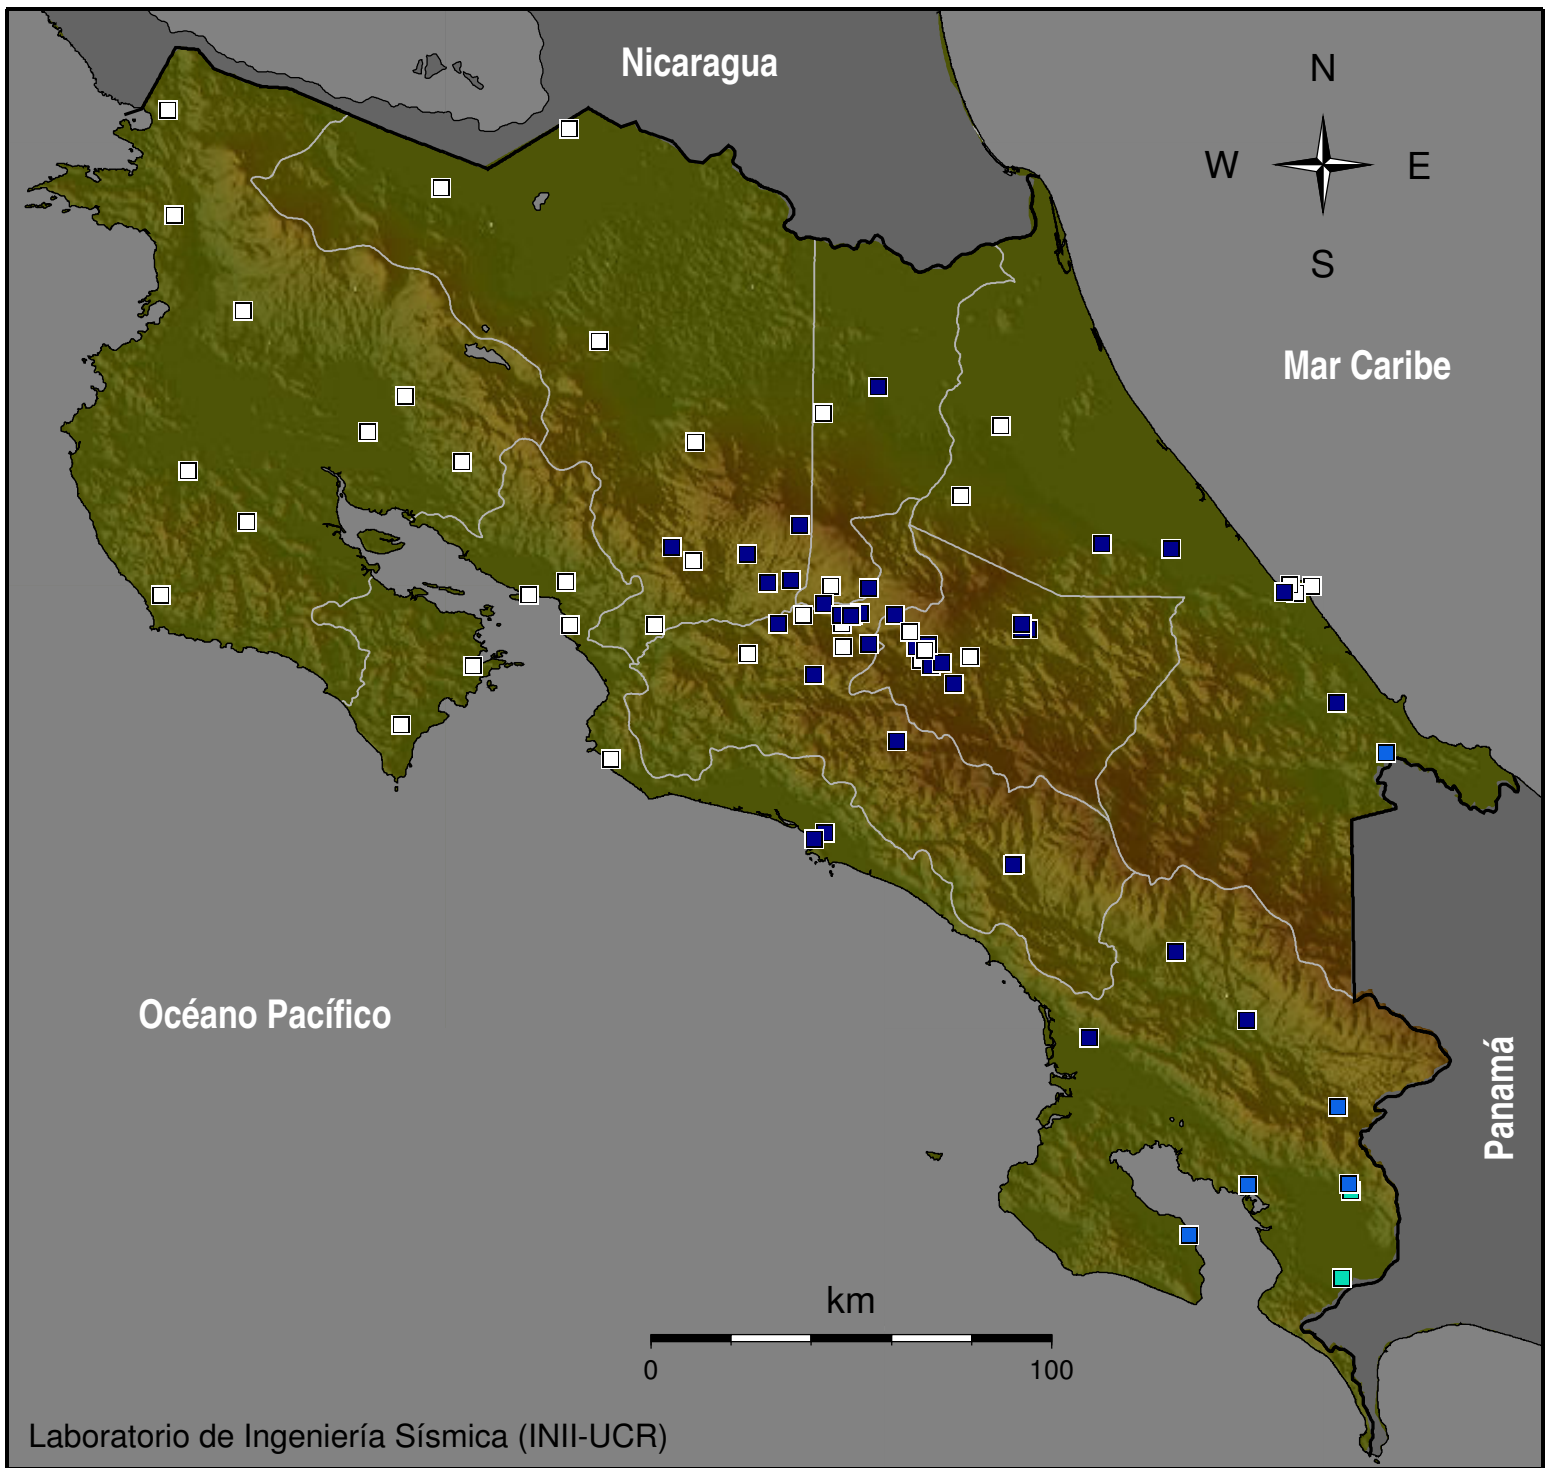 Nicaragua
N
W
E
S
Mar Caribe
Océano Pacífico
Panamá
km
0
100
Laboratorio de Ingeniería Sísmica (INII-UCR)